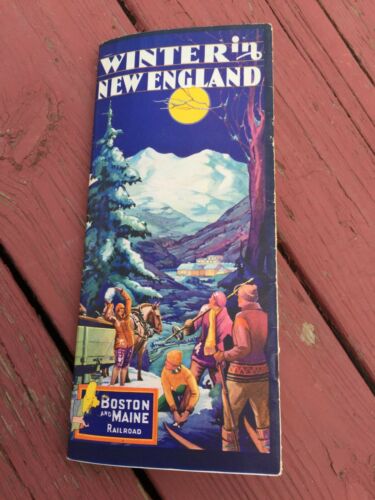 WINTER in
NEW ENGLAND
BOSTON
AND MAINE
RAILROAD